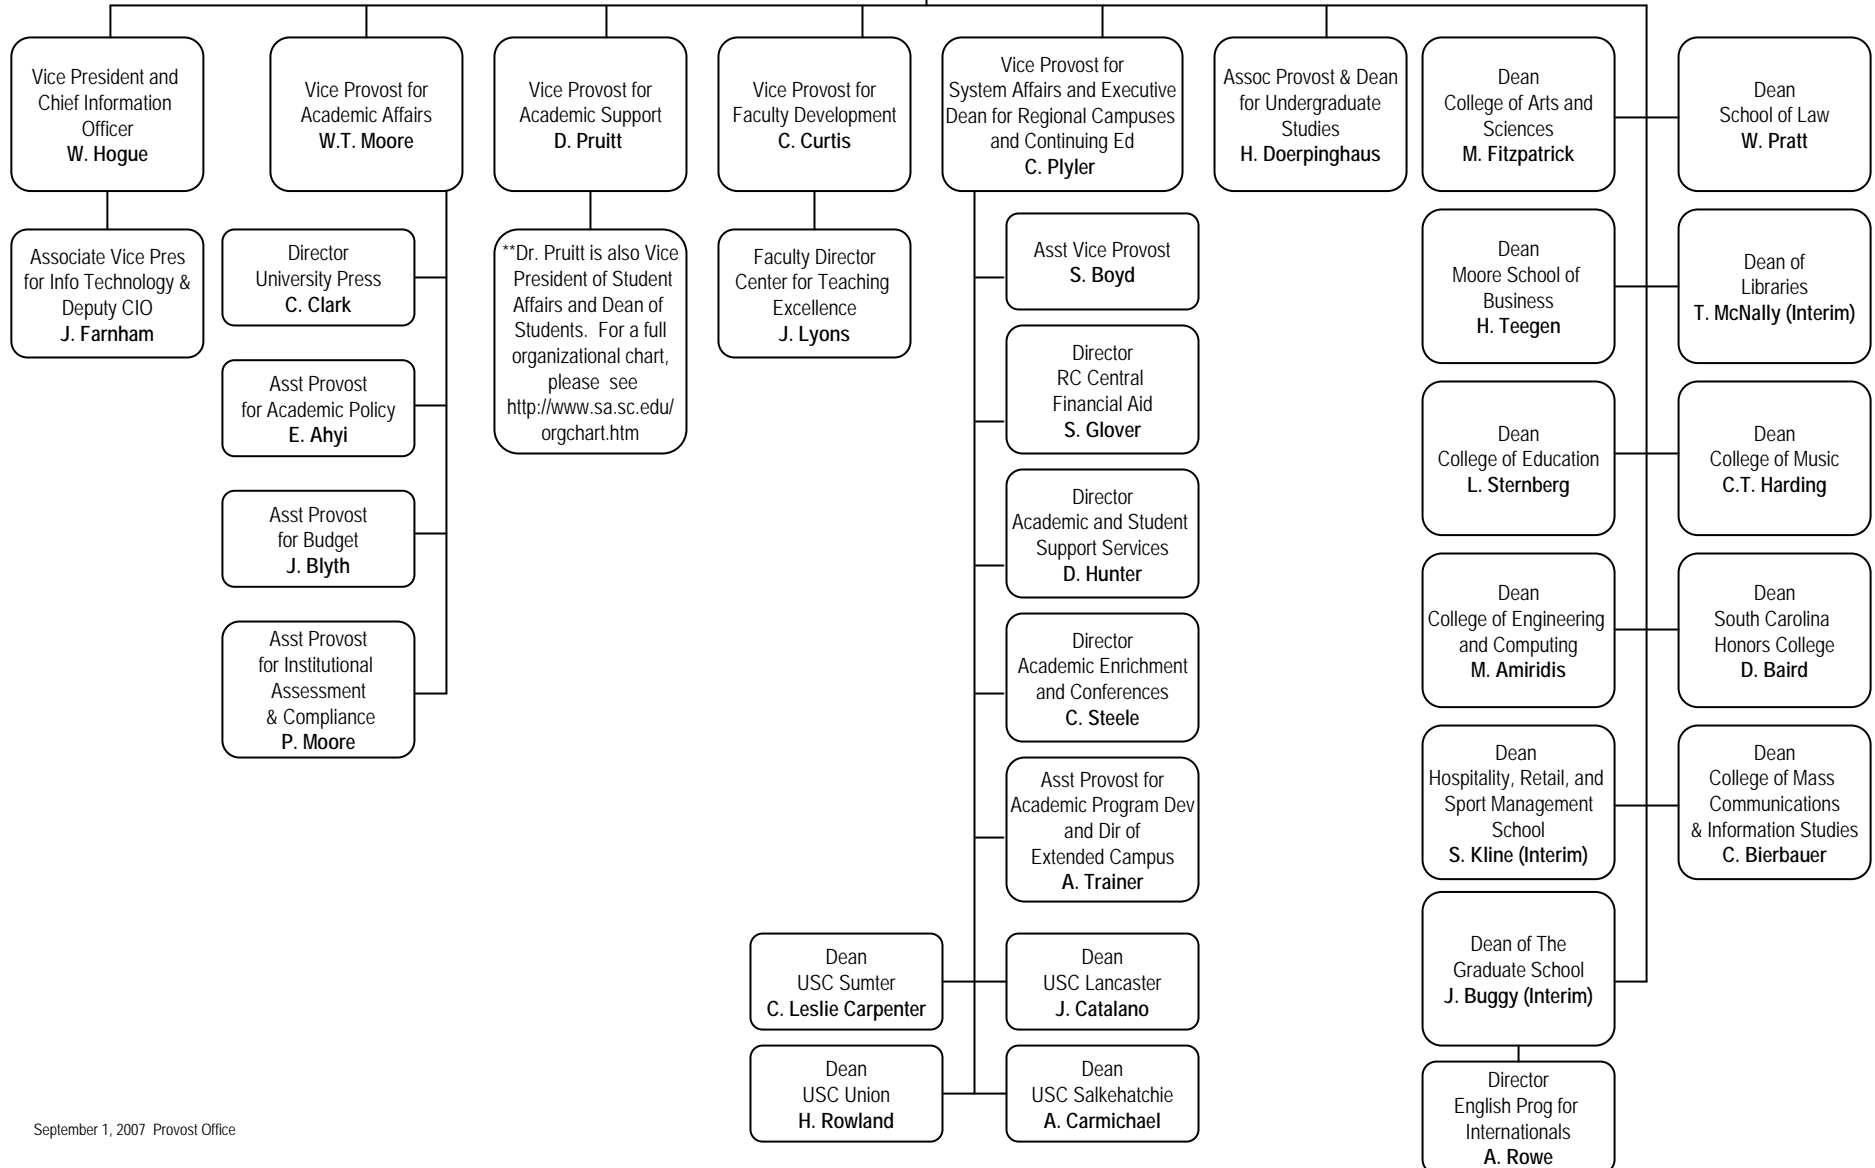 Vice President and
Chief Information
Officer
W. Hogue
Vice Provost for
Academic Affairs
W.T. Moore
Vice Provost for
Academic Support
D. Pruitt
Vice Provost for
Faculty Development
C. Curtis
Vice Provost for
System Affairs and Executive
Dean for Regional Campuses
and Continuing Ed
C. Plyler
Assoc Provost & Dean
for Undergraduate
Studies
H. Doerpinghaus
Dean
College of Arts and
Sciences
M. Fitzpatrick
Dean
School of Law
W. Pratt
Associate Vice Pres
for Info Technology &
Deputy CIO
J. Farnham
Director
University Press
C. Clark
Asst Provost
for Academic Policy
E. Ahyi
Asst Provost
for Budget
J. Blyth
Asst Provost
for Institutional
Assessment
& Compliance
P. Moore
**Dr. Pruitt is also Vice
President of Student
Affairs and Dean of
Students. For a full
organizational chart,
please see
http://www.sa.sc.edu/
orgchart.htm
Faculty Director
Center for Teaching
Excellence
J. Lyons
Asst Vice Provost
S. Boyd
Director
RC Central
Financial Aid
S. Glover
Director
Academic and Student
Support Services
D. Hunter
Director
Academic Enrichment
and Conferences
C. Steele
Asst Provost for
Academic Program Dev
and Dir of
Extended Campus
A. Trainer
Dean
USC Sumter
C. Leslie Carpenter
Dean
USC Lancaster
J. Catalano
Dean
USC Union
H. Rowland
Dean
USC Salkehatchie
A. Carmichael
Dean
Moore School of
Business
H. Teegen
Dean of
Libraries
T. McNally (Interim)
Dean
College of Education
L. Sternberg
Dean
College of Music
C.T. Harding
Dean
College of Engineering
and Computing
M. Amiridis
Dean
South Carolina
Honors College
D. Baird
Dean
Hospitality, Retail, and
Sport Management
School
S. Kline (Interim)
Dean
College of Mass
Communications
& Information Studies
C. Bierbauer
Dean of The
Graduate School
J. Buggy (Interim)
Director
English Prog for
Internationals
A. Rowe
September 1, 2007 Provost Office